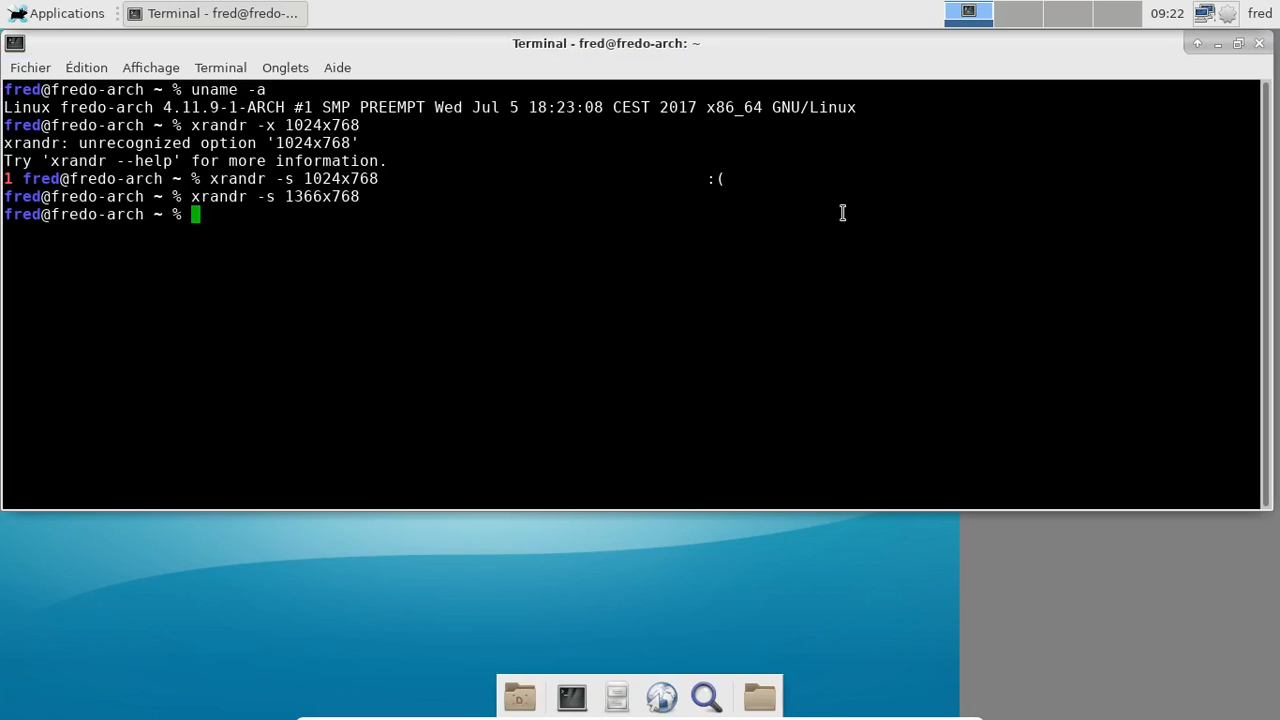 Applications
Terminal - fred@fredo-...
09:22
fred
Terminal - fred@fredo-arch: ~
Fichier Édition Affichage Terminal Onglets Aide
fred@fredo-arch ~ % uname -a
Linux fredo-arch 4.11.9-1-ARCH #1 SMP PREEMPT Wed Jul 5 18:23:08 CEST 2017 x86_64 GNU/Linux
fred@fredo-arch ~ % xrandr -x 1024x768
xrandr: unrecognized option '1024x768'
Try 'xrandr --help' for more information.
1 fred@fredo-arch ~ % xrandr -s 1024x768 :(
fred@fredo-arch ~ % xrandr -s 1366x768
fred@fredo-arch ~ %